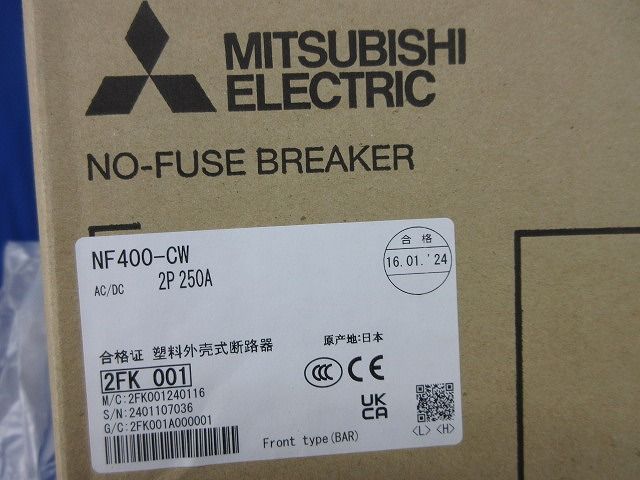 MITSUBISHI
ELECTRIC
NO-FUSE BREAKER
NF400-CW
AC/DC 2P 250A
合格
16.01.'24
合格证 塑料外壳式断路器
原产地:日本
2FK 001
M/C:2FK001240116
S/N:2401107036
G/C:2FK001A000001
CCC CE
UK
CA
Front type(BAR)
<L> <H>